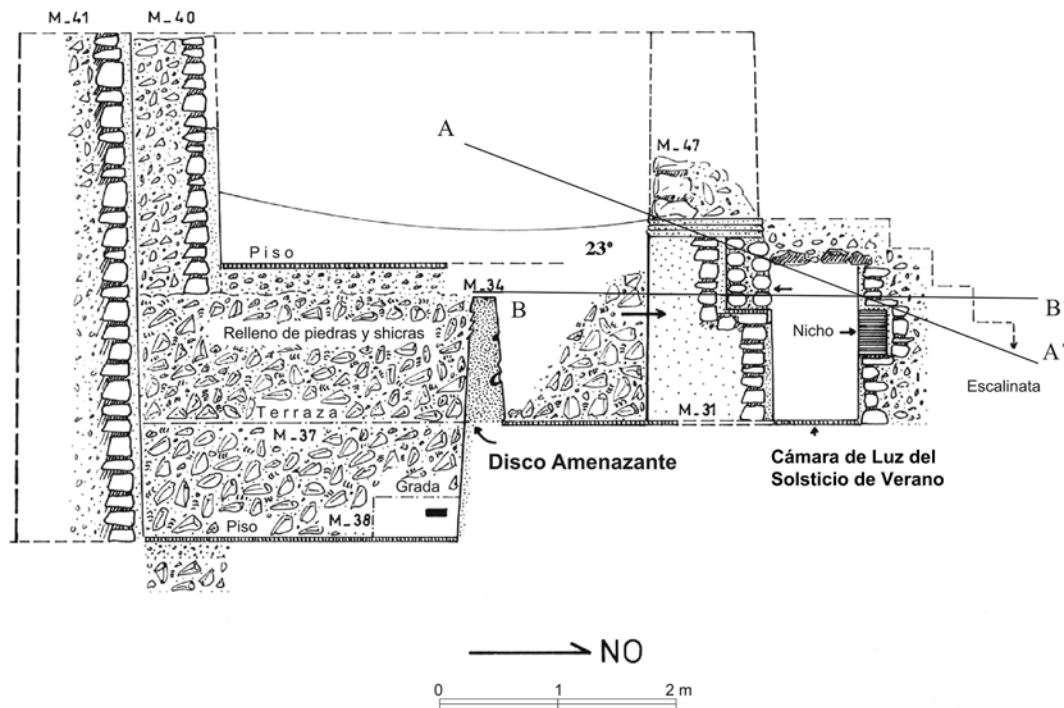 M_41
M_40
A
M_47
Piso
23°
M_34
B
B
Relleno de piedras y shicras
Nicho
A'
Escalinata
Terraza
M_31
M_37
Disco Amenazante
Cámara de Luz del
Solsticio de Verano
Grada
Piso
M_38
NO
0 1 2 m